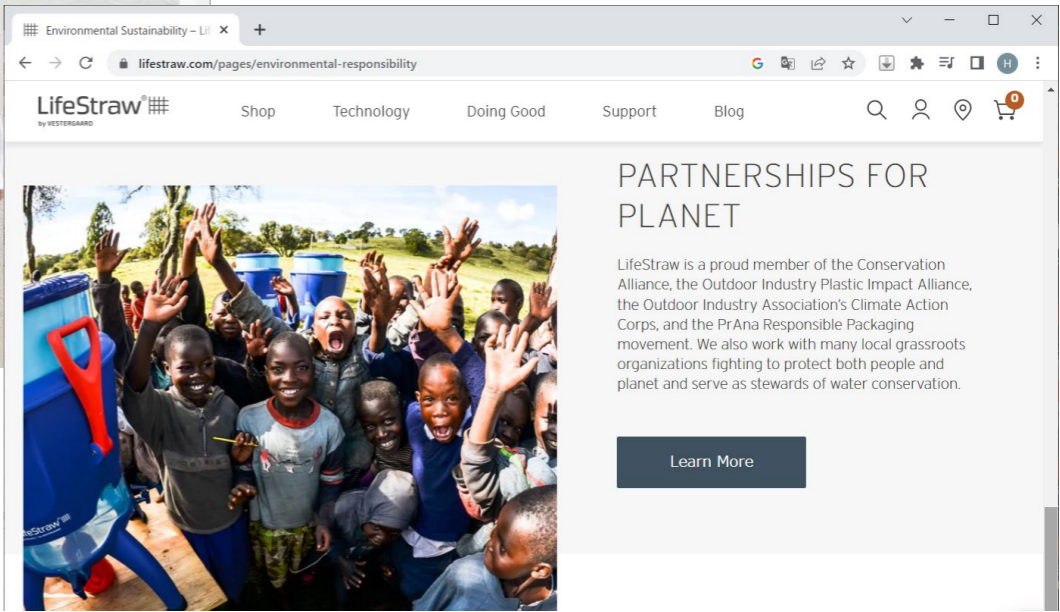 Environmental Sustainability – Lif
lifestraw.com/pages/environmental-responsibility
G
H
LifeStraw®
by VESTERGAARD
Shop
Technology
Doing Good
Support
Blog
0
PARTNERSHIPS FOR
PLANET
LifeStraw is a proud member of the Conservation
Alliance, the Outdoor Industry Plastic Impact Alliance,
the Outdoor Industry Association's Climate Action
Corps, and the PrAna Responsible Packaging
movement. We also work with many local grassroots
organizations fighting to protect both people and
planet and serve as stewards of water conservation.
Learn More
eStraw